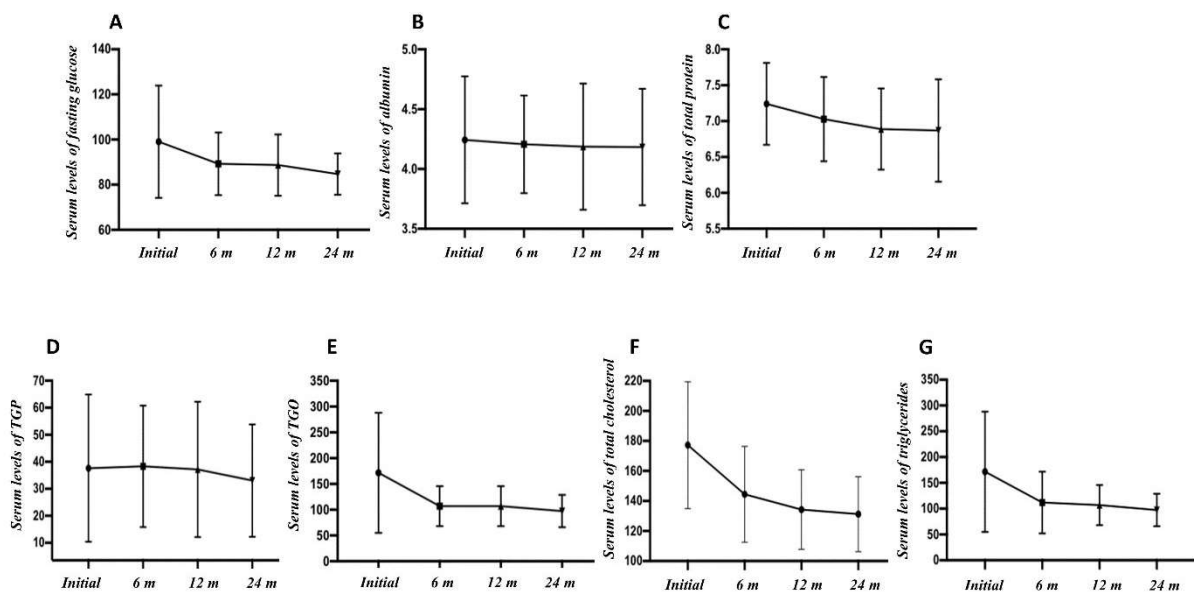 A
Serum levels of fasting glucose
140
120
100
80
60
Initial 6 m 12 m 24 m
B
Serum levels of albumin
5.0
4.5
4.0
3.5
Initial 6 m 12 m 24 m
C
Serum levels of total protein
8.0
7.5
7.0
6.5
6.0
5.5
Initial 6 m 12 m 24 m
D
Serum levels of TGP
70
60
50
40
30
20
10
Initial 6 m 12 m 24 m
E
Serum levels of TGO
350
300
250
200
150
100
50
0
Initial 6 m 12 m 24 m
F
Serum levels of total cholesterol
220
200
180
160
140
120
100
Initial 6 m 12 m 24 m
G
Serum levels of triglycerides
350
300
250
200
150
100
50
0
Initial 6 m 12 m 24 m